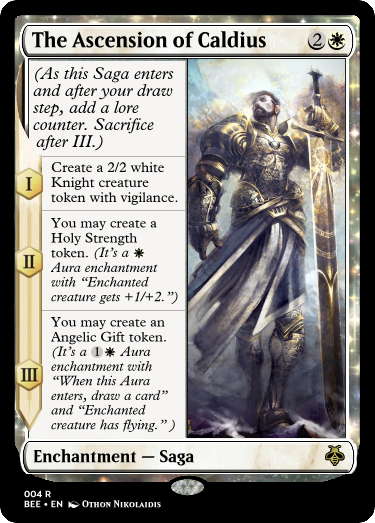 The Ascension of Caldius 2
(As this Saga enters
and after your draw
step, add a lore
counter. Sacrifice
after III.)
I
Create a 2/2 white
Knight creature
token with vigilance.
II
You may create a
Holy Strength
token. (It's a
Aura enchantment
with “Enchanted
creature gets +1/+2.”)
III
You may create an
Angelic Gift token.
(It's a 1 Aura
enchantment with
“When this Aura
enters, draw a card”
and “Enchanted
creature has flying.” )
Enchantment — Saga
004 R
BEE • EN Othon Nikolaidis